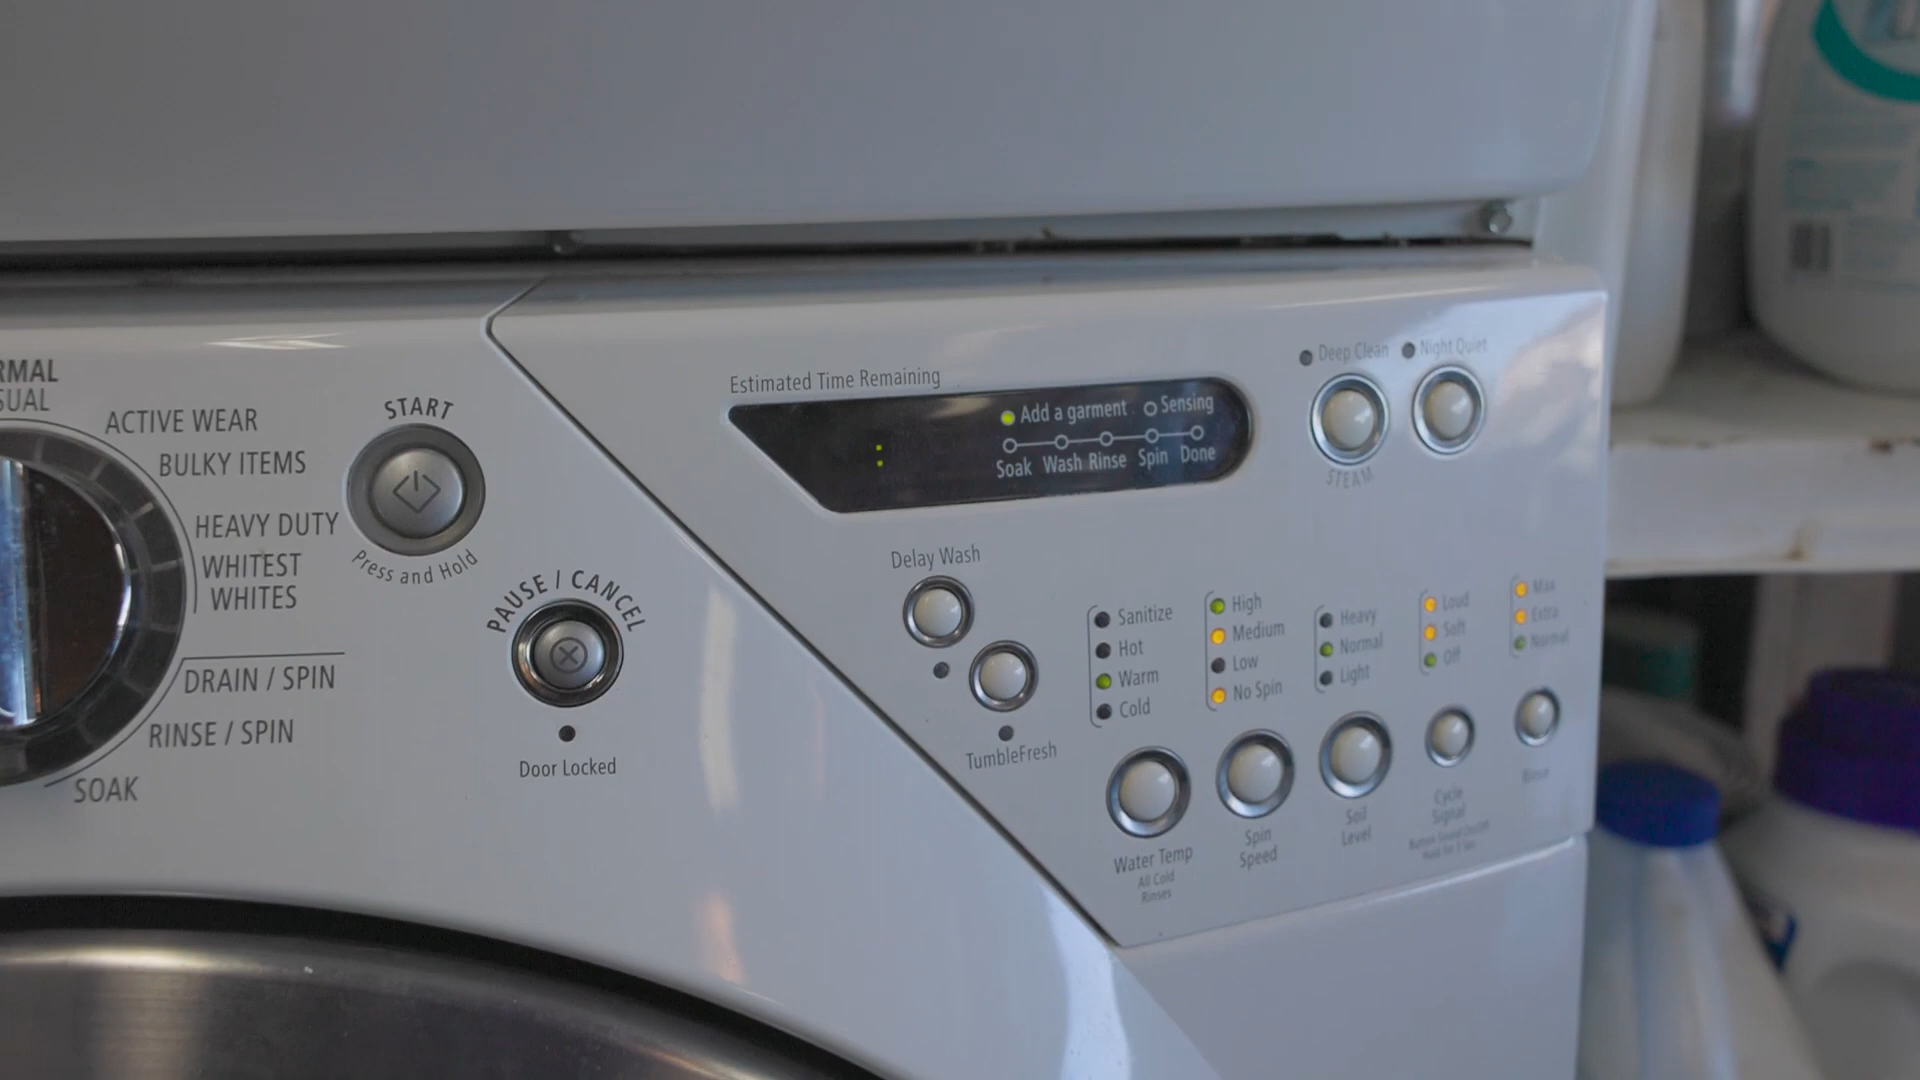 RMAL
SUAL
ACTIVE WEAR
BULKY ITEMS
HEAVY DUTY
WHITEST
WHITES
DRAIN / SPIN
RINSE / SPIN
SOAK
START
Press and Hold
PAUSE / CANCEL
Door Locked
Estimated Time Remaining
:
Add a garment
Sensing
Soak Wash Rinse Spin Done
Deep Clean
Night Quiet
STEAM
Delay Wash
TumbleFresh
Sanitize
Hot
Warm
Cold
Water Temp
All Cold
Rinses
High
Medium
Low
No Spin
Spin
Speed
Heavy
Normal
Light
Soil
Level
Loud
Soft
Off
Cycle
Signal
Max
Extra
Normal
Rinse